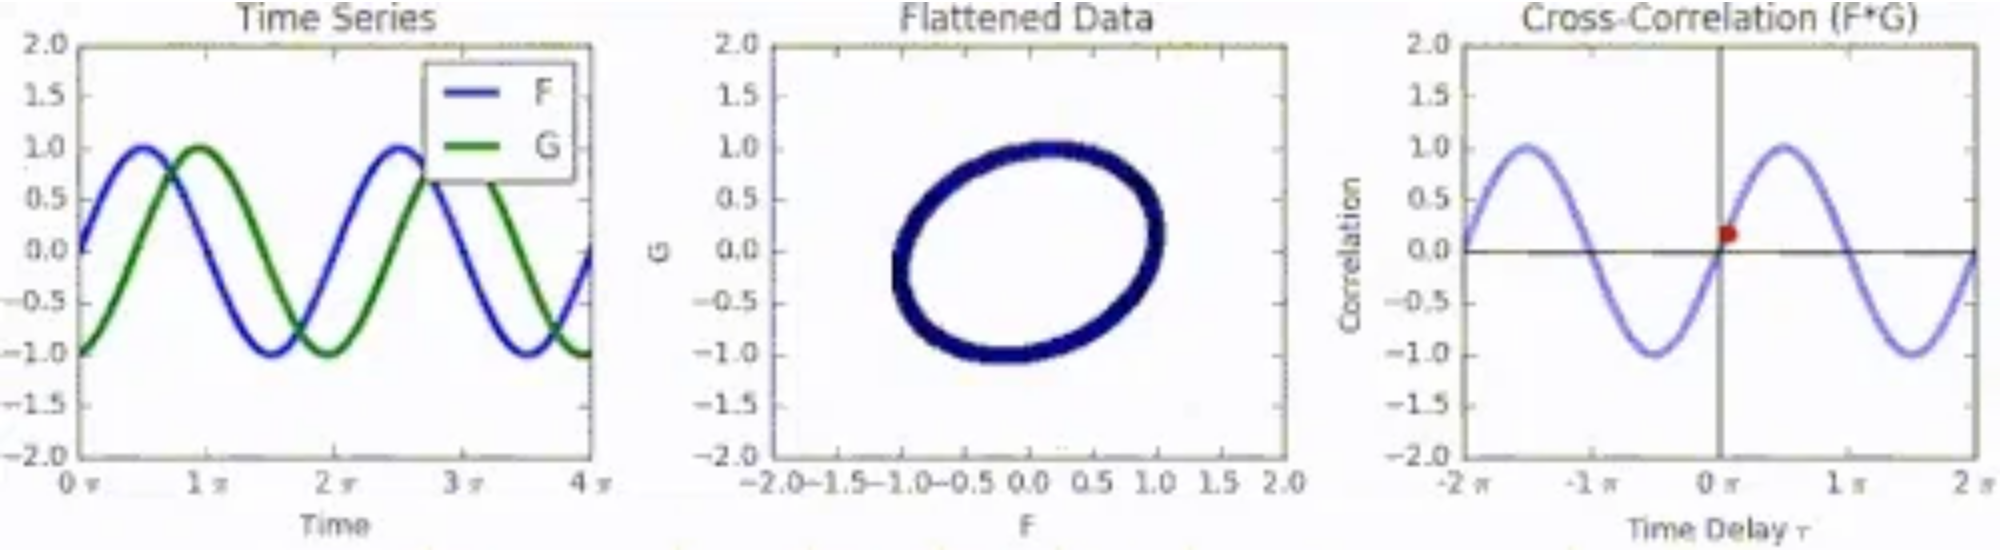 Time Series
2.0
1.5
1.0
0.5
0.0
−0.5
−1.0
−1.5
−2.0
0 π 1 π 2 π 3 π 4 π
Time
F
G
Flattened Data
2.0
1.5
1.0
0.5
0.0
−0.5
−1.0
−1.5
−2.0
G
−2.0 −1.5 −1.0 −0.5 0.0 0.5 1.0 1.5 2.0
F
Cross-Correlation (F*G)
2.0
1.5
1.0
0.5
0.0
−0.5
−1.0
−1.5
−2.0
Correlation
-2 π -1 π 0 π 1 π 2 π
Time Delay τ